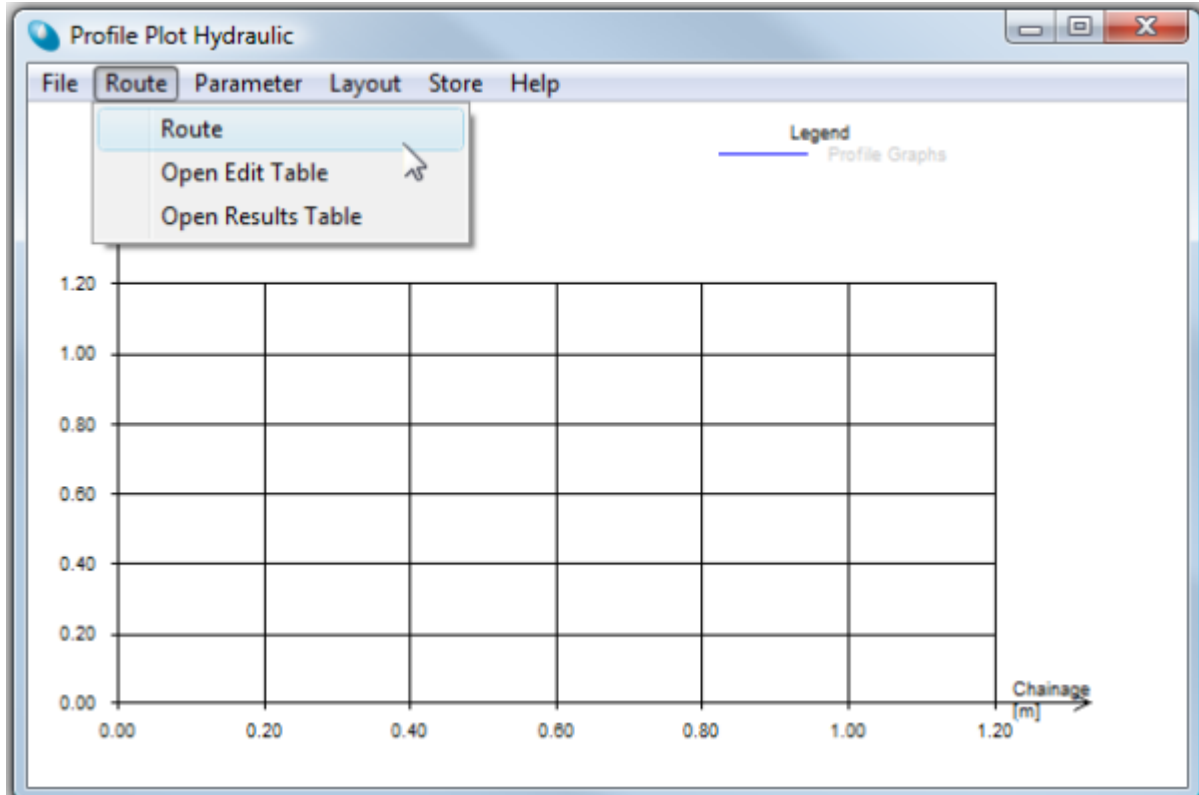 Profile Plot Hydraulic
File Route Parameter Layout Store Help
Route
Open Edit Table
Open Results Table
Legend
Profile Graphs
1.20
1.00
0.80
0.60
0.40
0.20
0.00
0.00 0.20 0.40 0.60 0.80 1.00 1.20
Chainage
[m]